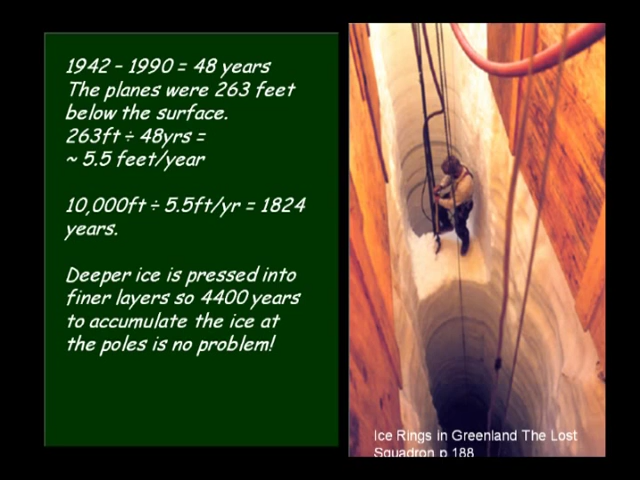 1942 – 1990 = 48 years
The planes were 263 feet
below the surface.
263ft ÷ 48yrs =
~ 5.5 feet/year
10,000ft ÷ 5.5ft/yr = 1824
years.
Deeper ice is pressed into
finer layers so 4400 years
to accumulate the ice at
the poles is no problem!
Ice Rings in Greenland The Lost
Squadron p 188